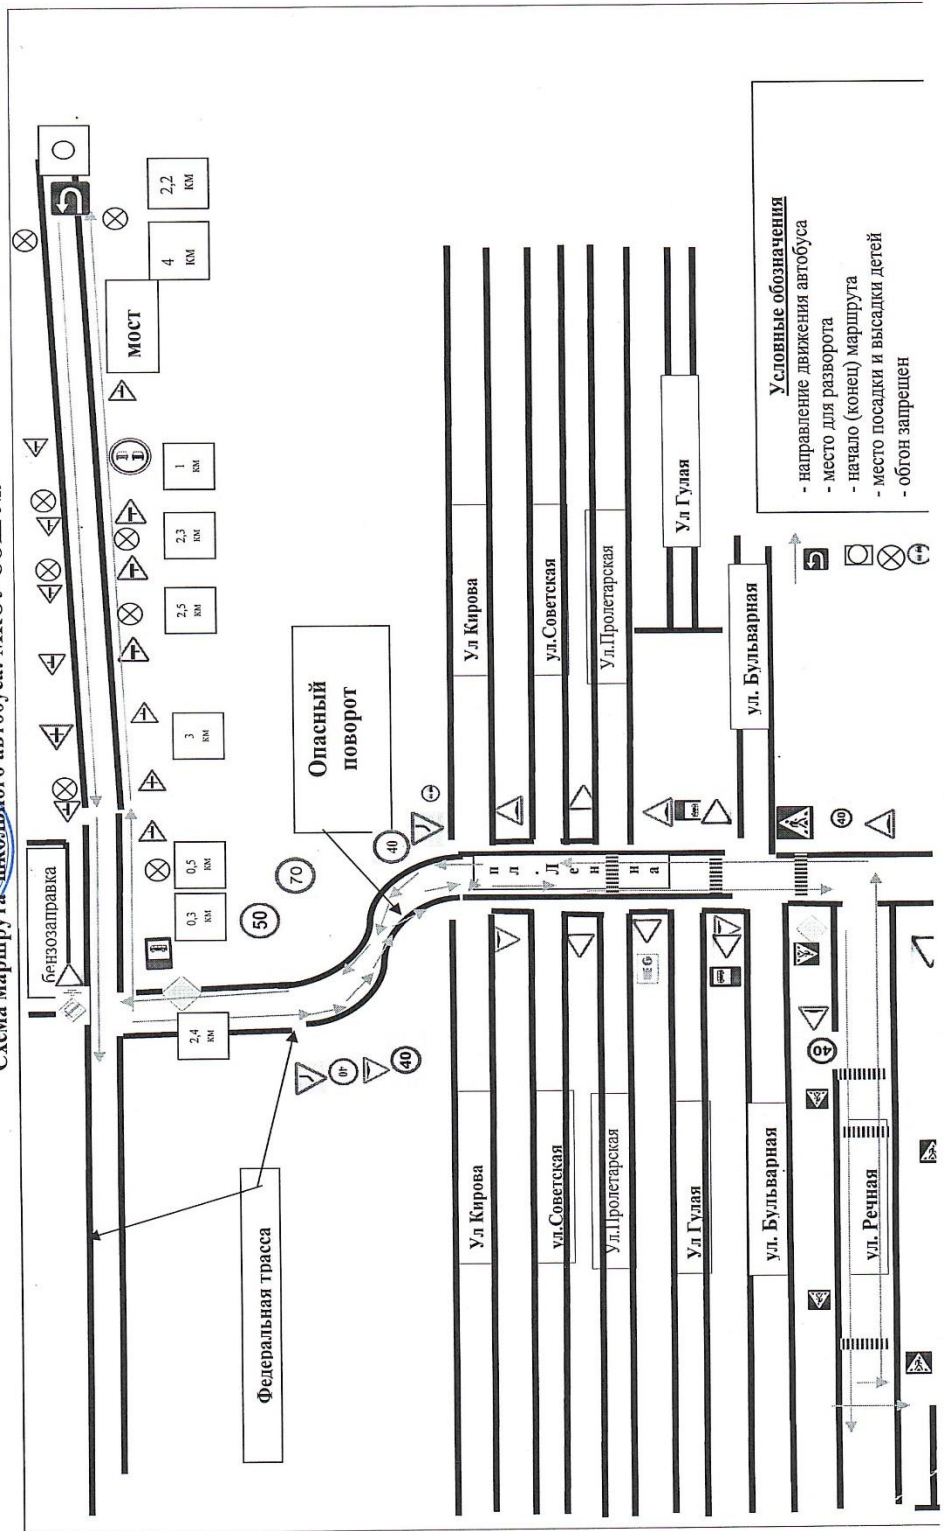 Схема маршрута школьного автобуса.
бензозаправка
0,3 км
0,5 км
3 км
2,5 км
2,3 км
1 км
мост
4 км
2,2 км
2,4 км
50
70
Опасный поворот
Федеральная трасса
40
40
40
Ул Кирова
ул.Советская
Ул.Пролетарская
Ул Гулая
ул. Бульварная
ул. Речная
40
пл.Ленина
Ул Кирова
ул.Советская
Ул.Пролетарская
Ул Гулая
ул. Бульварная
40
Условные обозначения
- направление движения автобуса
- место для разворота
- начало (конец) маршрута
- место посадки и высадки детей
- обгон запрещен